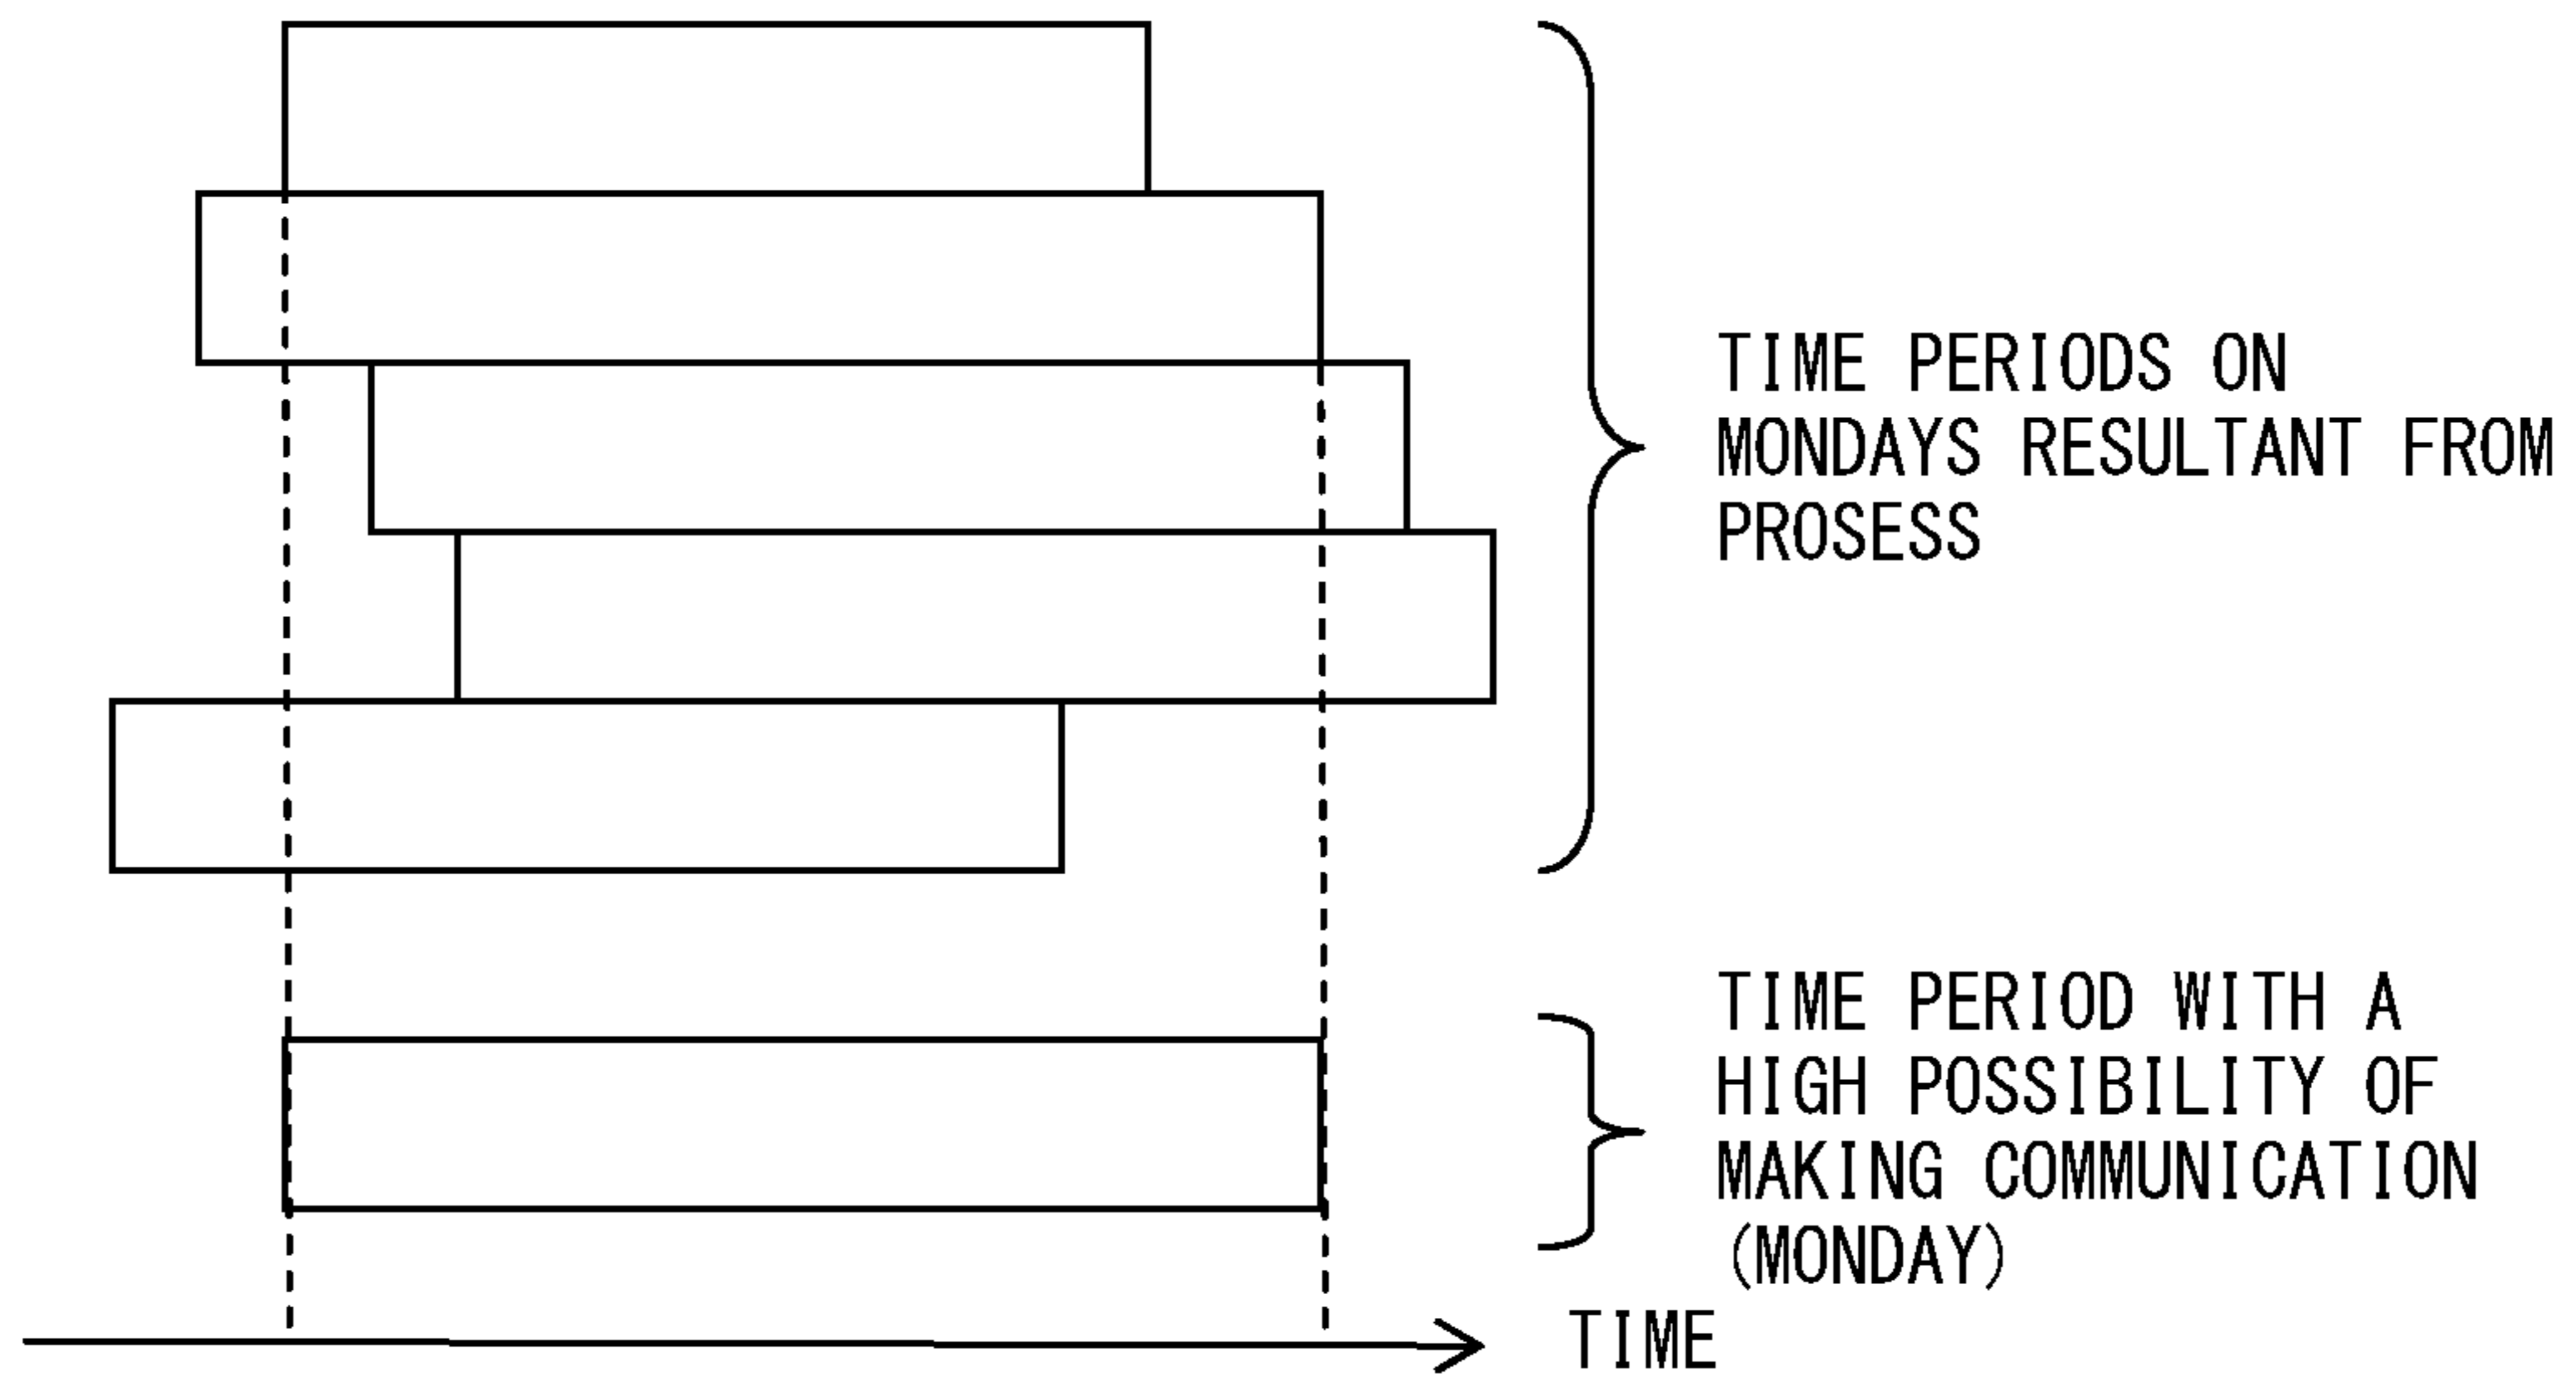 TIME PERIODS ON
MONDAYS RESULTANT FROM
PROSESS
TIME PERIOD WITH A
HIGH POSSIBILITY OF
MAKING COMMUNICATION
(MONDAY)
TIME